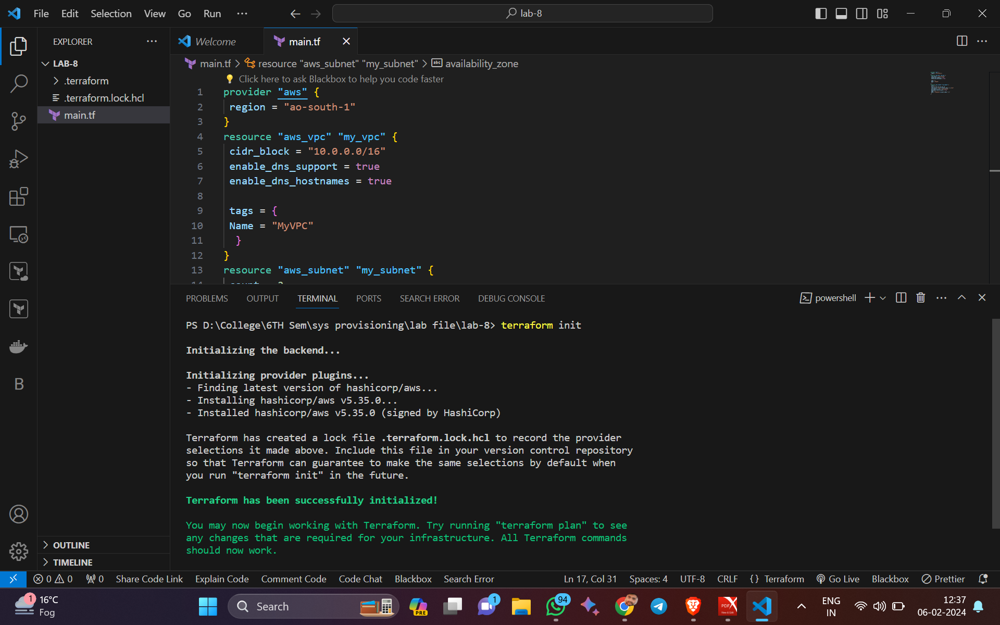 File Edit Selection View Go Run ···
lab-8
EXPLORER
Welcome
main.tf
LAB-8
main.tf > resource "aws_subnet" "my_subnet" > availability_zone
.terraform
Click here to ask Blackbox to help you code faster
.terraform.lock.hcl
main.tf
1 provider "aws" {
2 region = "ao-south-1"
3 }
4 resource "aws_vpc" "my_vpc" {
5 cidr_block = "10.0.0.0/16"
6 enable_dns_support = true
7 enable_dns_hostnames = true
8
9 tags = {
10 Name = "MyVPC"
11 }
12 }
13 resource "aws_subnet" "my_subnet" {
PROBLEMS OUTPUT TERMINAL PORTS SEARCH ERROR DEBUG CONSOLE
powershell
PS D:\College\6TH Sem\sys provisioning\lab file\lab-8> terraform init
Initializing the backend...
Initializing provider plugins...
- Finding latest version of hashicorp/aws...
- Installing hashicorp/aws v5.35.0...
- Installed hashicorp/aws v5.35.0 (signed by HashiCorp)
Terraform has created a lock file .terraform.lock.hcl to record the provider
selections it made above. Include this file in your version control repository
so that Terraform can guarantee to make the same selections by default when
you run "terraform init" in the future.
Terraform has been successfully initialized!
You may now begin working with Terraform. Try running "terraform plan" to see
any changes that are required for your infrastructure. All Terraform commands
should now work.
B
OUTLINE
TIMELINE
0 0 0 Share Code Link Explain Code Comment Code Code Chat Blackbox Search Error Ln 17, Col 31 Spaces: 4 UTF-8 CRLF {} Terraform Go Live Blackbox Prettier
1
16°C
Fog
Search
PRE
1
94
PDF
View & Edit
ENG
IN
12:37
06-02-2024